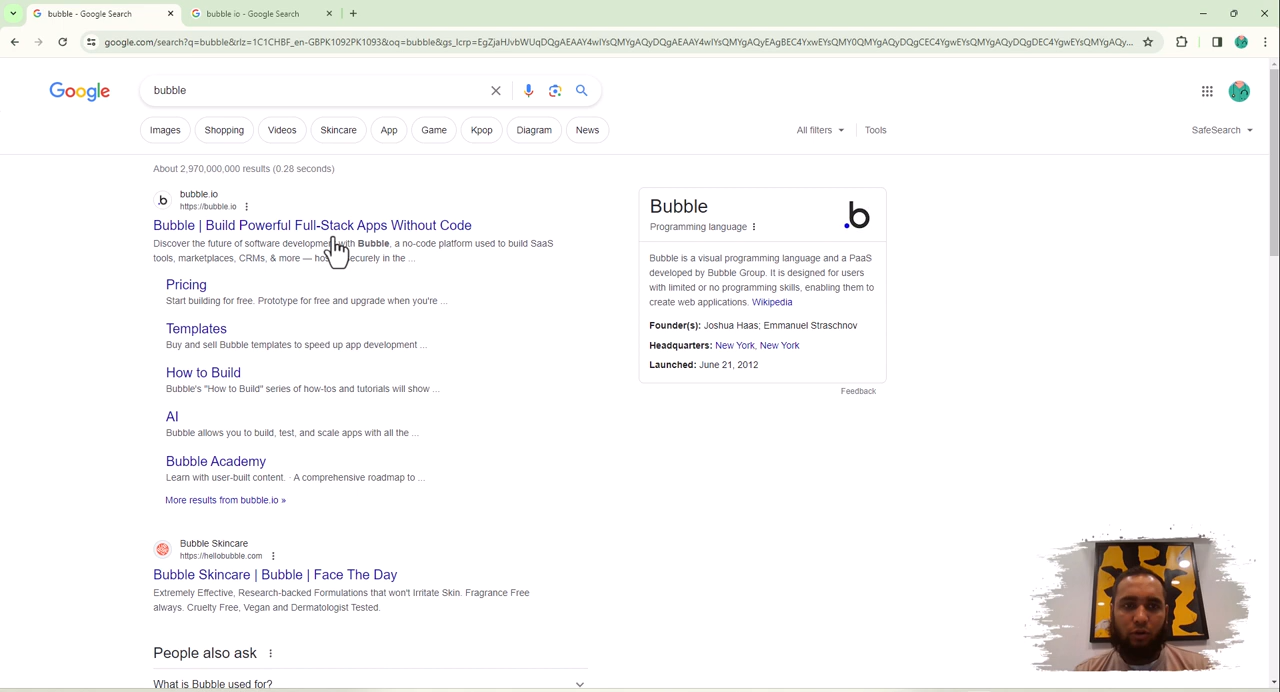 bubble - Google Search
bubble io - Google Search
google.com/search?q=bubble&rlz=1C1CHBF_en-GBPK1092PK1093&oq=bubble&gs_lcrp=
Google
bubble
Images
Shopping
Videos
Skincare
App
Game
Kpop
Diagram
News
All filters
Tools
SafeSearch
About 2,970,000,000 results (0.28 seconds)
bubble.io
https://bubble.io
Bubble | Build Powerful Full-Stack Apps Without Code
Discover the future of software development with Bubble, a no-code platform used to build SaaS
tools, marketplaces, CRMs, & more — securely in the ...
Pricing
Start building for free. Prototype for free and upgrade when you're ...
Templates
Buy and sell Bubble templates to speed up app development ...
How to Build
Bubble's "How to Build" series of how-tos and tutorials will show ...
AI
Bubble allows you to build, test, and scale apps with all the ...
Bubble Academy
Learn with user-built content. · A comprehensive roadmap to ...
More results from bubble.io »
Bubble Skincare
https://hellobubble.com
Bubble Skincare | Bubble | Face The Day
Extremely Effective, Research-backed Formulations that won't Irritate Skin. Fragrance Free
always. Cruelty Free, Vegan and Dermatologist Tested.
People also ask
What is Bubble used for?
Bubble
Programming language
.b
Bubble is a visual programming language and a PaaS
developed by Bubble Group. It is designed for users
with limited or no programming skills, enabling them to
create web applications. Wikipedia
Founder(s): Joshua Haas; Emmanuel Straschnov
Headquarters: New York, New York
Launched: June 21, 2012
Feedback